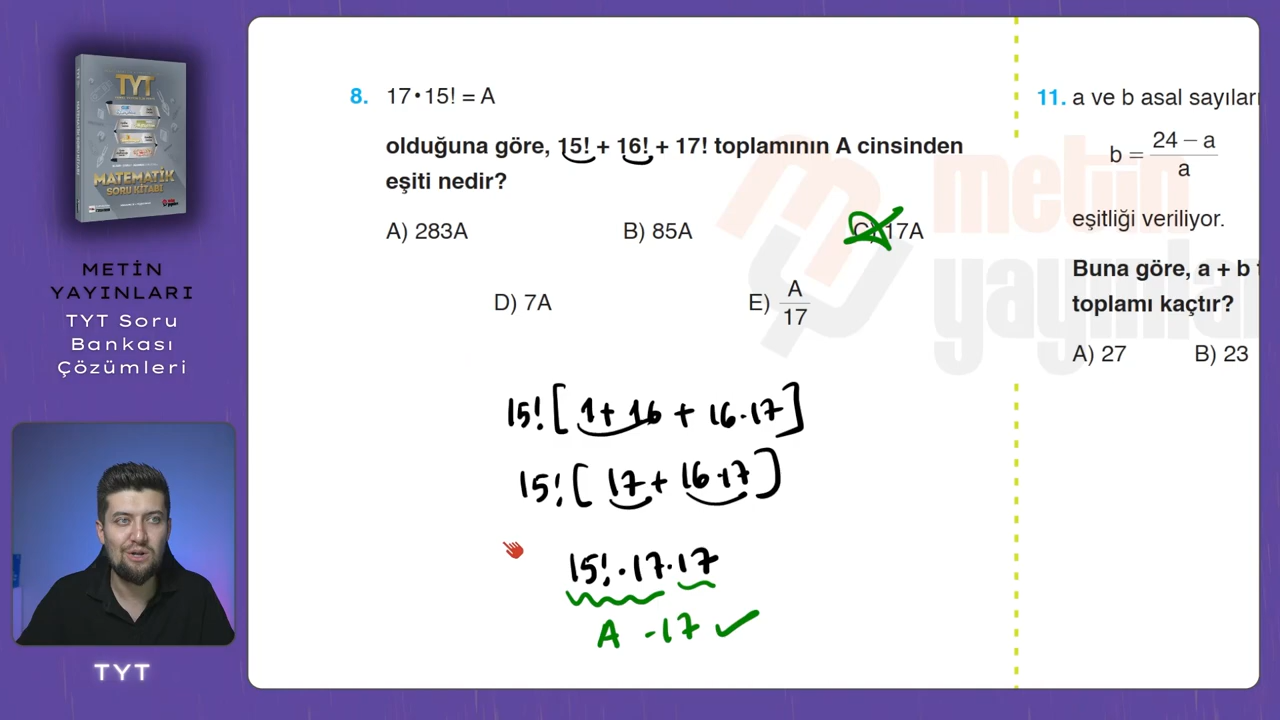 TYT
MATEMATİK
SORU KİTABI
METİN
YAYINLARI
TYT Soru
Bankası
Çözümleri
TYT
8. 17•15! = A
olduğuna göre, 15! + 16! + 17! toplamının A cinsinden
eşiti nedir?
A) 283A B) 85A C) 17A
D) 7A E) A/17
15! [ 1 + 16 + 16·17 ]
15! [ 17 + 16·17 ]
15! · 17 · 17
A · 17 ✓
metin
yayınlar
11. a ve b asal sayıları
b = 24 – a / a
eşitliği veriliyor.
Buna göre, a + b
toplamı kaçtır?
A) 27 B) 23